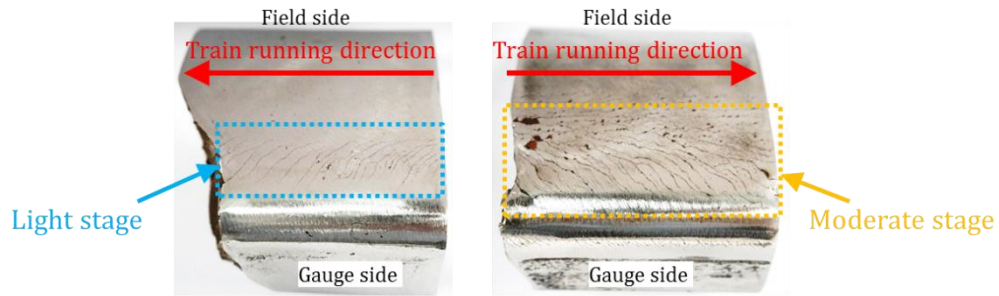 Field side
Train running direction
Light stage
Gauge side
Field side
Train running direction
Moderate stage
Gauge side